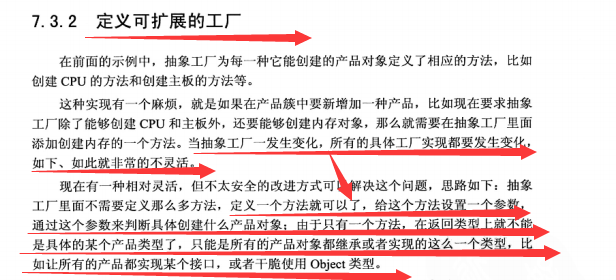 7.3.2 定义可扩展的工厂
在前面的示例中，抽象工厂为每一种它能创建的产品对象定义了相应的方法，比如
创建 CPU 的方法和创建主板的方法等。
这种实现有一个麻烦，就是如果在产品簇中要新增加一种产品，比如现在要求抽象
工厂除了能够创建 CPU 和主板外，还要能够创建内存对象，那么就需要在抽象工厂里面
添加创建内存的一个方法。当抽象工厂一发生变化，所有的具体工厂实现都要发生变化，
如下、如此就非常的不灵活。
现在有一种相对灵活，但不太安全的改进方式可以解决这个问题，思路如下：抽象
工厂里面不需要定义那么多方法，定义一个方法就可以了，给这个方法设置一个参数，
通过这个参数来判断具体创建什么产品对象；由于只有一个方法，在返回类型上就不能
是具体的某个产品类型了，只能是所有的产品对象都继承或者实现的这么一个类型，比
如让所有的产品都实现某个接口，或者干脆使用 Object 类型。